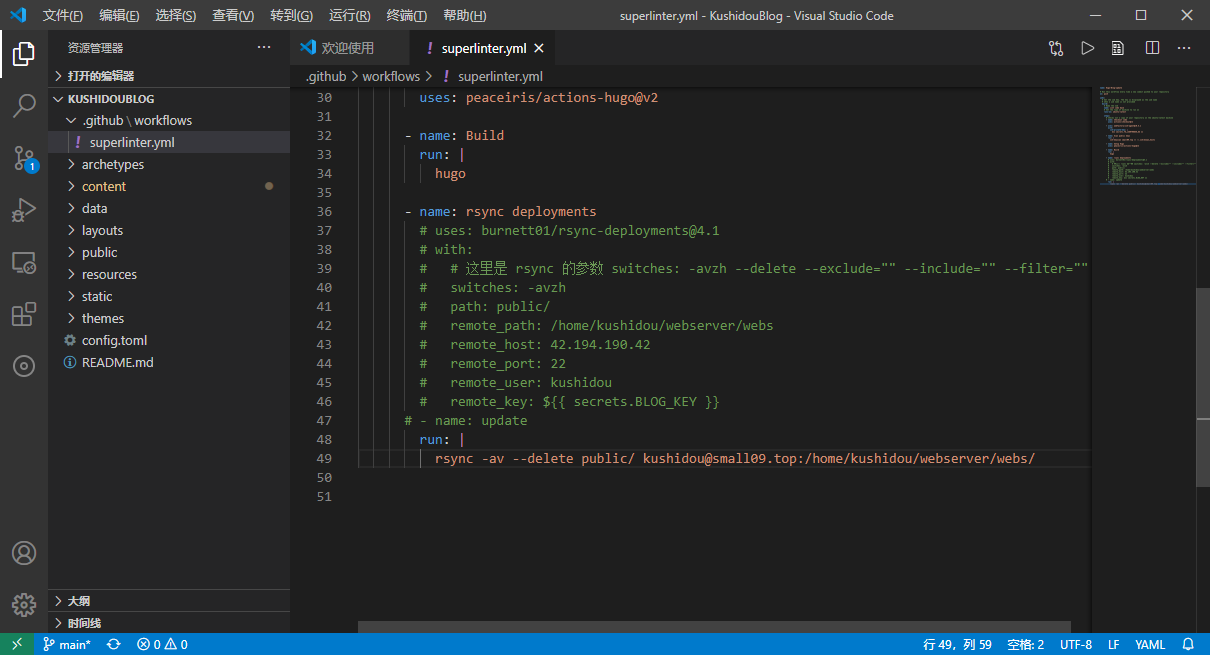 文件(F) 编辑(E) 选择(S) 查看(V) 转到(G) 运行(R) 终端(T) 帮助(H) superlinter.yml - KushidouBlog - Visual Studio Code
资源管理器 ···
打开的编辑器
KUSHIDOUBLOG
.github \ workflows
! superlinter.yml
archetypes
content
data
layouts
public
resources
static
themes
config.toml
README.md
大纲
时间线
1
欢迎使用 ! superlinter.yml
.github > workflows > ! superlinter.yml
30 uses: peaceiris/actions-hugo@v2
31
32 - name: Build
33 run: |
34 hugo
35
36 - name: rsync deployments
37 # uses: burnett01/rsync-deployments@4.1
38 # with:
39 # # 这里是 rsync 的参数 switches: -avzh --delete --exclude="" --include="" --filter=""
40 # switches: -avzh
41 # path: public/
42 # remote_path: /home/kushidou/webserver/webs
43 # remote_host: 42.194.190.42
44 # remote_port: 22
45 # remote_user: kushidou
46 # remote_key: ${{ secrets.BLOG_KEY }}
47 # - name: update
48 run: |
49 rsync -av --delete public/ kushidou@small09.top:/home/kushidou/webserver/webs/
50
51
main* 0 0 行 49，列 59 空格: 2 UTF-8 LF YAML